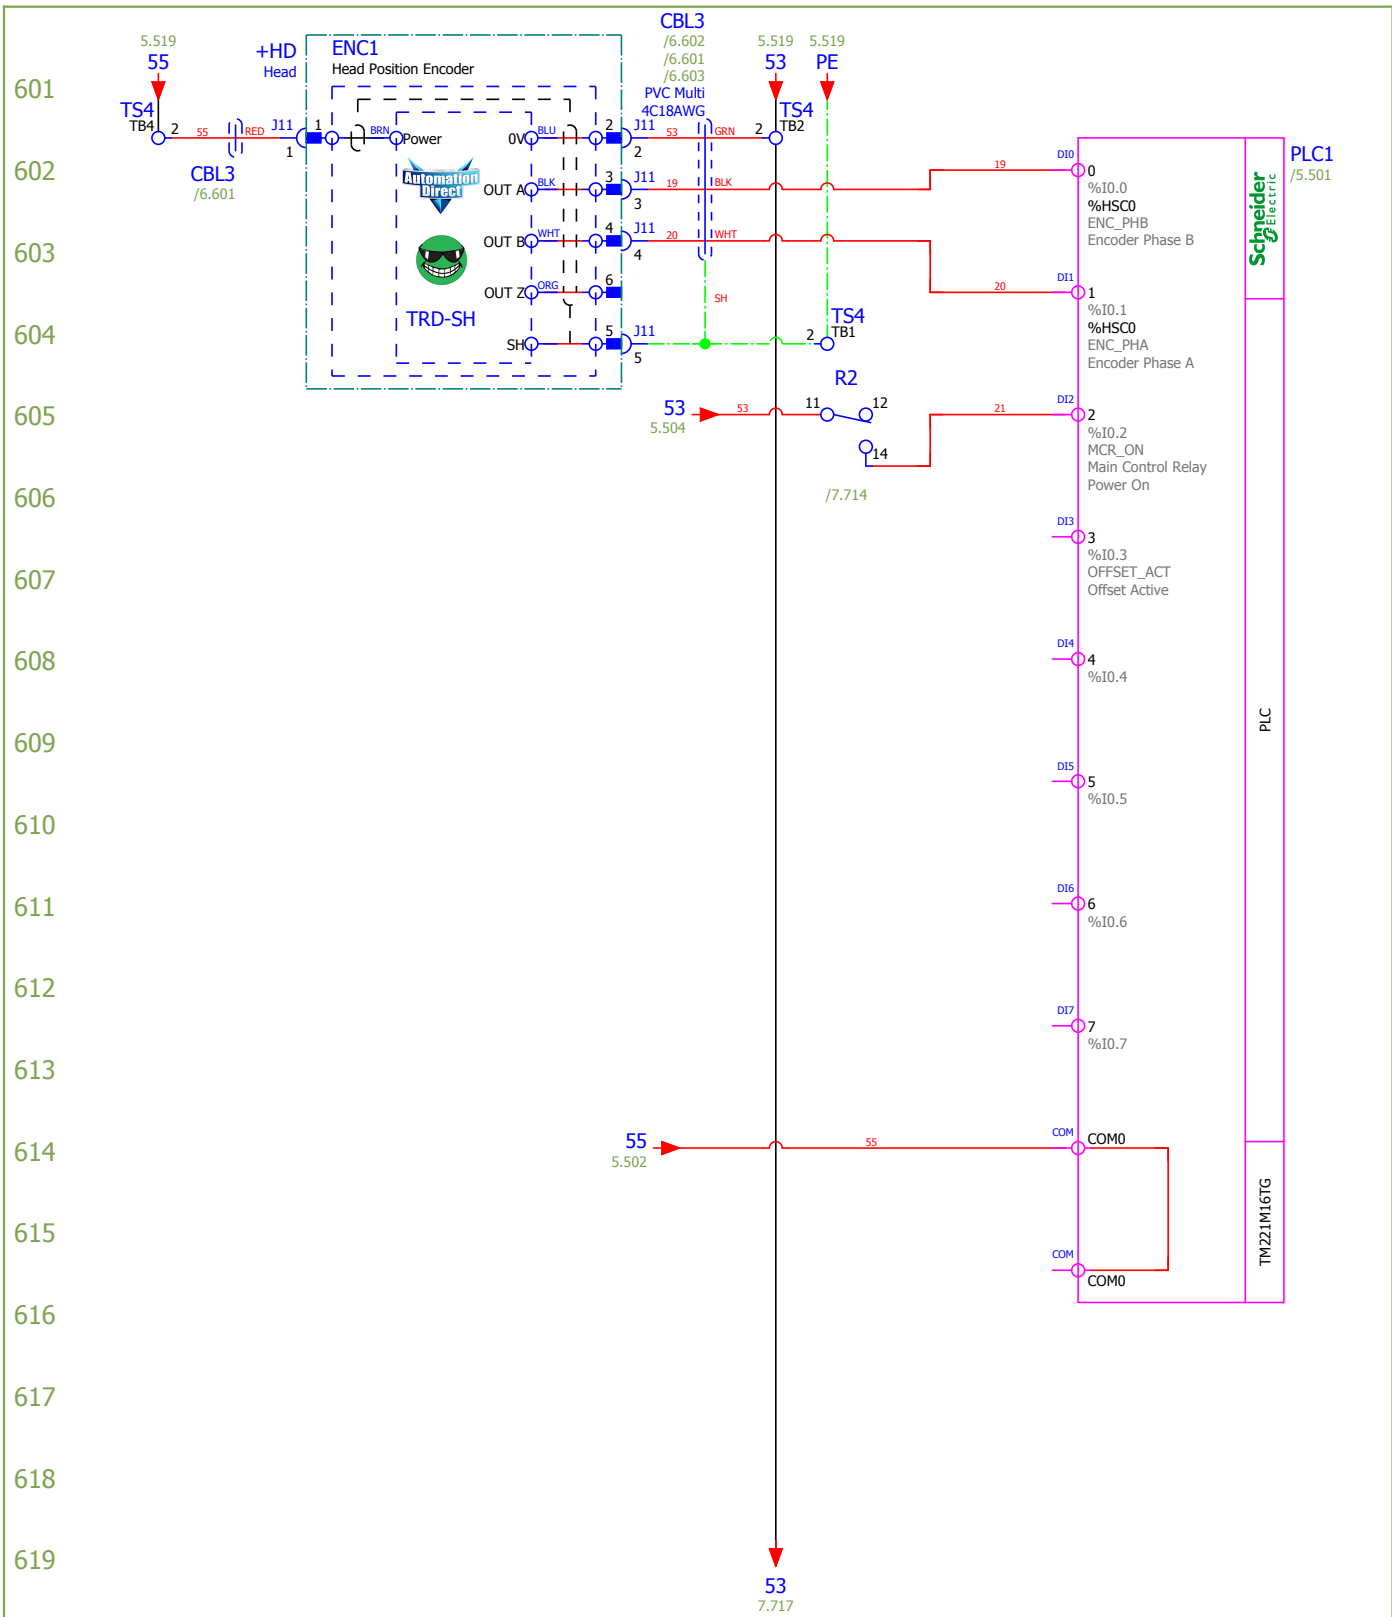 601
602
603
604
605
606
607
608
609
610
611
612
613
614
615
616
617
618
619
5.519
55
TS4
TB4
2
55
RED
CBL3
/6.601
J11
1
+HD
Head
ENC1
Head Position Encoder
1
BRN
Power
Automation
Direct
TRD-SH
0V
BLU
2
J11
2
OUT A
BLK
3
J11
3
OUT B
WHT
4
J11
4
OUT Z
ORG
6
SH
5
J11
5
CBL3
/6.602
/6.601
/6.603
PVC Multi
4C18AWG
53
GRN
19
BLK
20
WHT
SH
5.519
53
TS4
TB2
2
5.519
PE
TS4
TB1
2
R2
53
5.504
53
11
12
14
/7.714
19
20
21
55
5.502
55
53
7.717
PLC1
/5.501
Schneider
Electric
PLC
TM221M16TG
DI0
0
%I0.0
%HSC0
ENC_PHB
Encoder Phase B
DI1
1
%I0.1
%HSC0
ENC_PHA
Encoder Phase A
DI2
2
%I0.2
MCR_ON
Main Control Relay
Power On
DI3
3
%I0.3
OFFSET_ACT
Offset Active
DI4
4
%I0.4
DI5
5
%I0.5
DI6
6
%I0.6
DI7
7
%I0.7
COM
COM0
COM
COM0